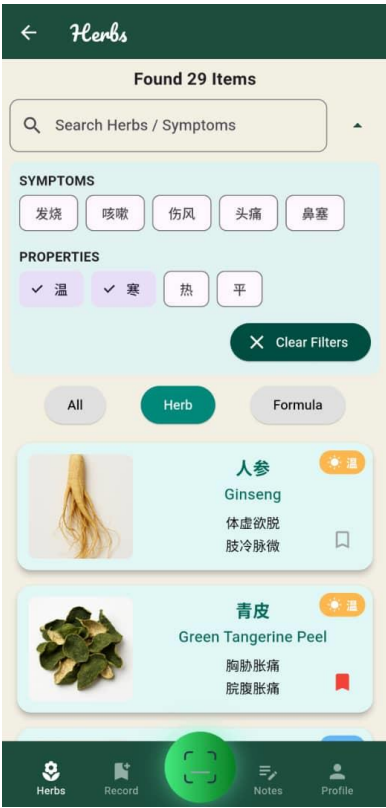 Herbs
Found 29 Items
Search Herbs / Symptoms
SYMPTOMS
发烧 咳嗽 伤风 头痛 鼻塞
PROPERTIES
温 寒 热 平
Clear Filters
All Herb Formula
人参
温
Ginseng
体虚欲脱
肢冷脉微
青皮
温
Green Tangerine Peel
胸胁胀痛
脘腹胀痛
Herbs Record Notes Profile